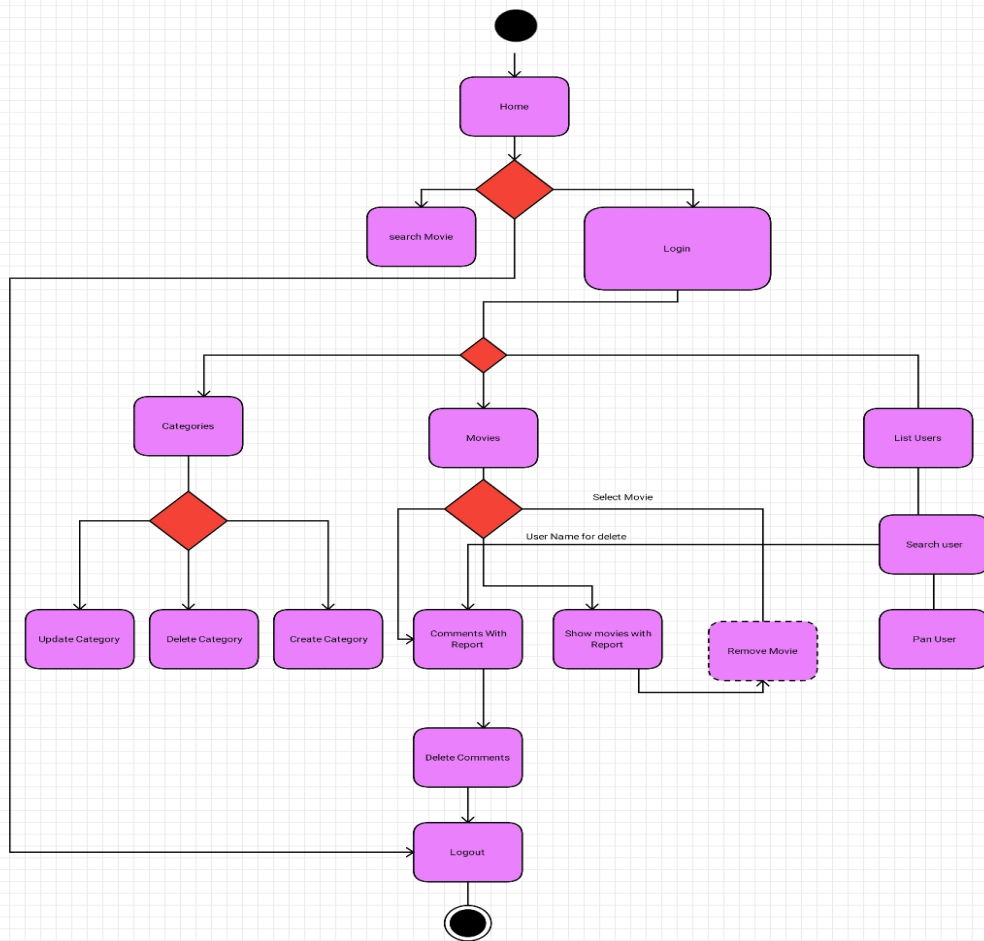 Home
search Movie
Login
Categories
Movies
List Users
Select Movie
User Name for delete
Search user
Update Category
Delete Category
Create Category
Comments With
Report
Show movies with
Report
Remove Movie
Pan User
Delete Comments
Logout